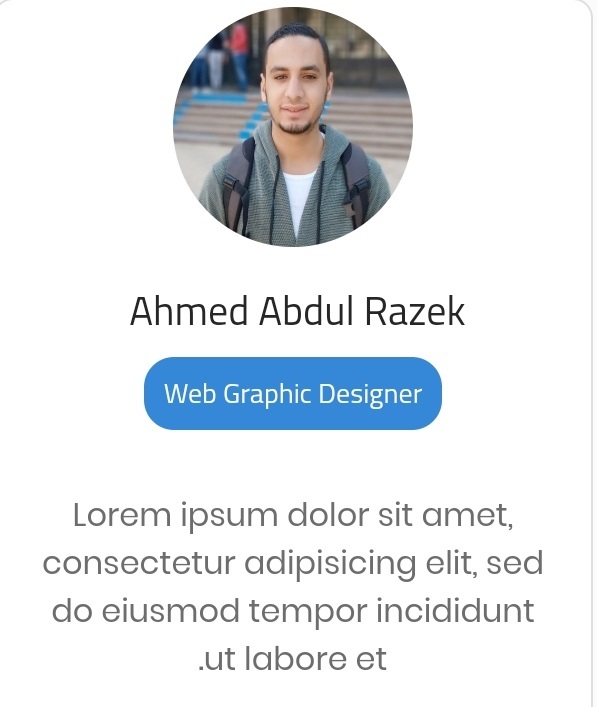 Ahmed Abdul Razek
Web Graphic Designer
Lorem ipsum dolor sit amet,
consectetur adipisicing elit, sed
do eiusmod tempor incididunt
.ut labore et